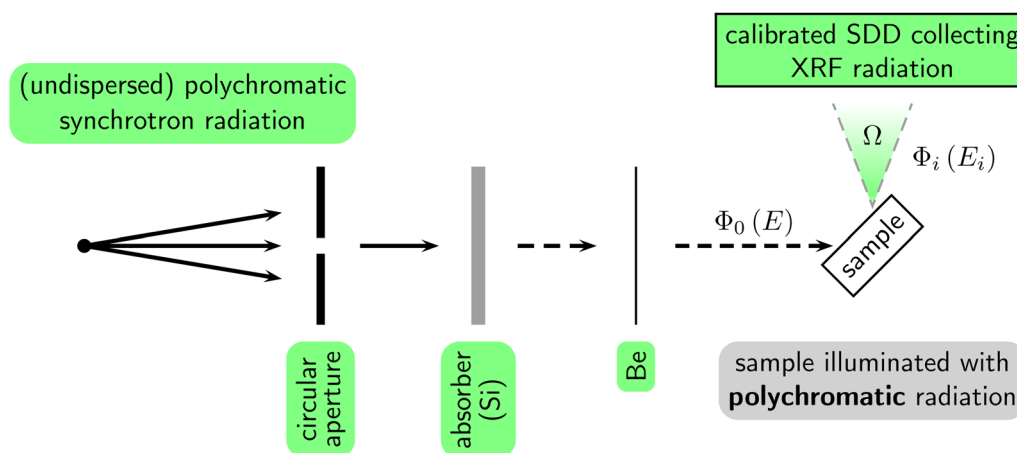 (undispersed) polychromatic
synchrotron radiation
circular
aperture
absorber
(Si)
Be
Φ₀ (E)
sample
Ω
Φᵢ (Eᵢ)
calibrated SDD collecting
XRF radiation
sample illuminated with
polychromatic radiation